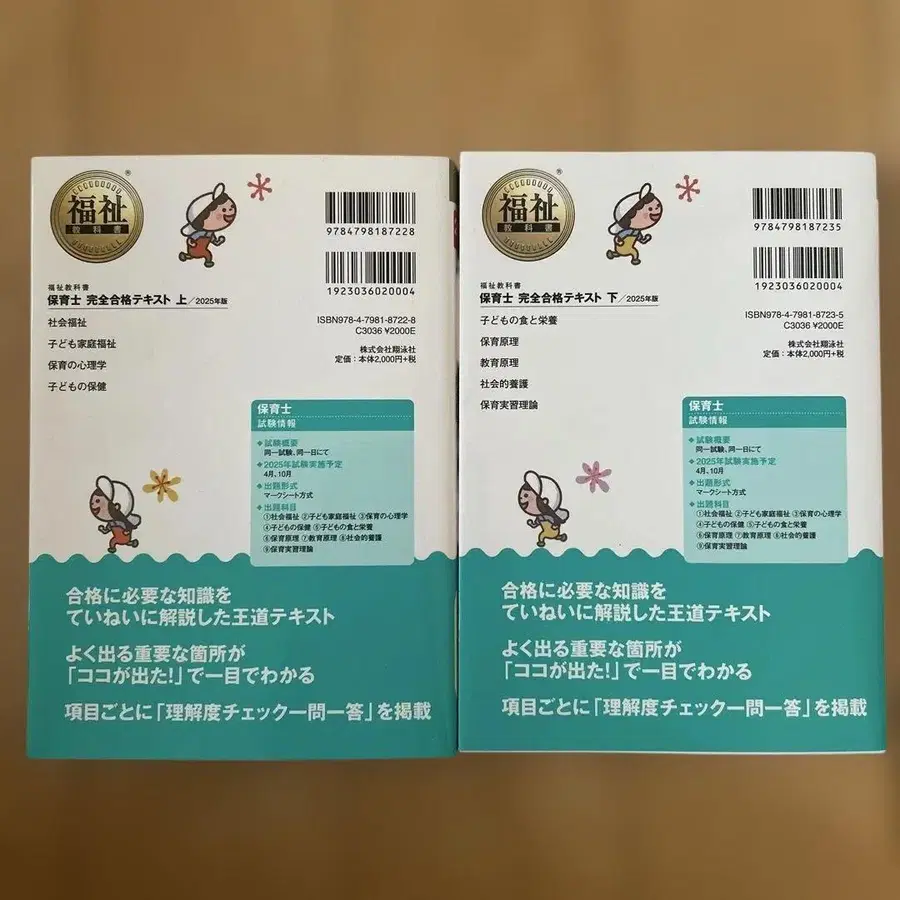 福祉
教科書
®
9784798187228
1923036020004
福祉教科書
保育士 完全合格テキスト 上/2025年版
社会福祉
子ども家庭福祉
保育の心理学
子どもの保健
ISBN978-4-7981-8722-8
C3036 ¥2000E
株式会社翔泳社
定価：本体2,000円+税
保育士
試験情報
◆試験概要
同一試験、同一日にて
◆2025年試験実施予定
4月、10月
◆出題形式
マークシート方式
◆出題科目
①社会福祉 ②子ども家庭福祉 ③保育の心理学
④子どもの保健 ⑤子どもの食と栄養
⑥保育原理 ⑦教育原理 ⑧社会的養護
⑨保育実習理論
合格に必要な知識を
ていねいに解説した王道テキスト
よく出る重要な箇所が
「ココが出た!」で一目でわかる
項目ごとに「理解度チェック一問一答」を掲載
福祉
教科書
®
9784798187235
1923036020004
福祉教科書
保育士 完全合格テキスト 下/2025年版
子どもの食と栄養
保育原理
教育原理
社会的養護
保育実習理論
ISBN978-4-7981-8723-5
C3036 ¥2000E
株式会社翔泳社
定価：本体2,000円+税
保育士
試験情報
◆試験概要
同一試験、同一日にて
◆2025年試験実施予定
4月、10月
◆出題形式
マークシート方式
◆出題科目
①社会福祉 ②子ども家庭福祉 ③保育の心理学
④子どもの保健 ⑤子どもの食と栄養
⑥保育原理 ⑦教育原理 ⑧社会的養護
⑨保育実習理論
合格に必要な知識を
ていねいに解説した王道テキスト
よく出る重要な箇所が
「ココが出た!」で一目でわかる
項目ごとに「理解度チェック一問一答」を掲載